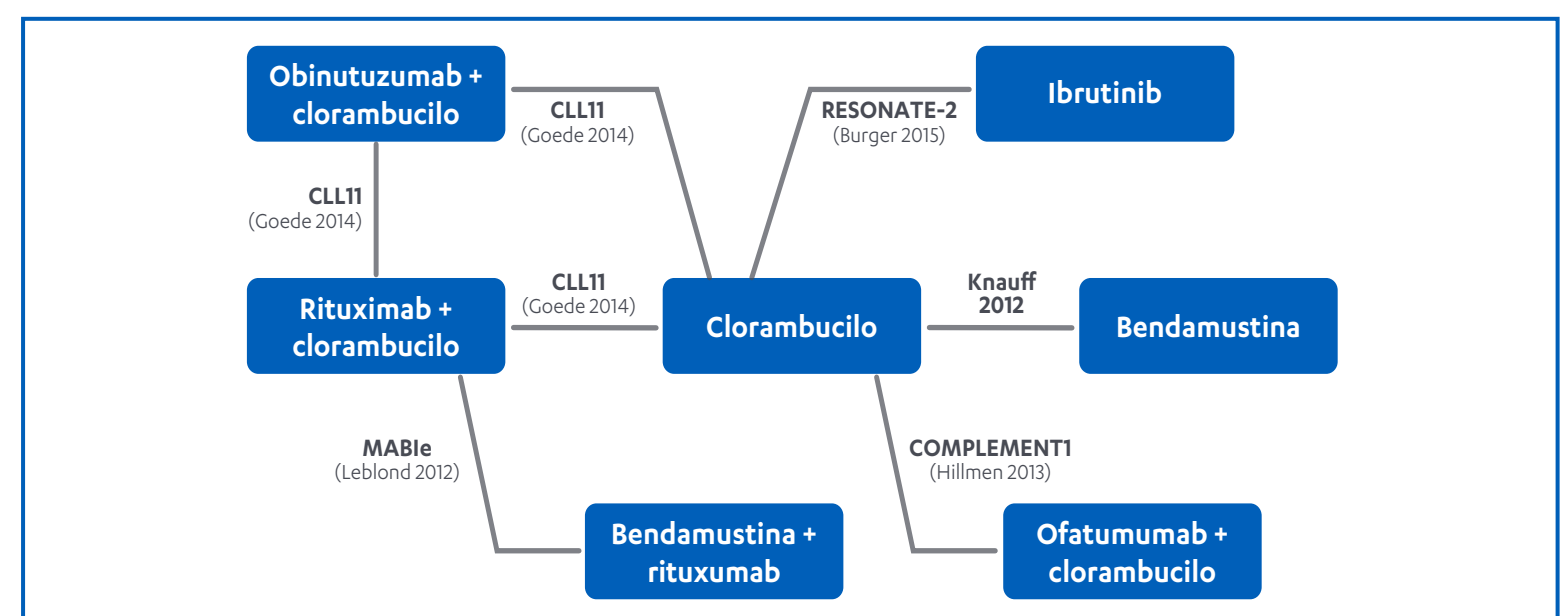 Obinutuzumab +
clorambucilo
CLL11
(Goede 2014)
RESONATE-2
(Burger 2015)
Ibrutinib
CLL11
(Goede 2014)
Rituximab +
clorambucilo
CLL11
(Goede 2014)
Clorambucilo
Knauff
2012
Bendamustina
MABIe
(Leblond 2012)
COMPLEMENT1
(Hillmen 2013)
Bendamustina +
rituxumab
Ofatumumab +
clorambucilo